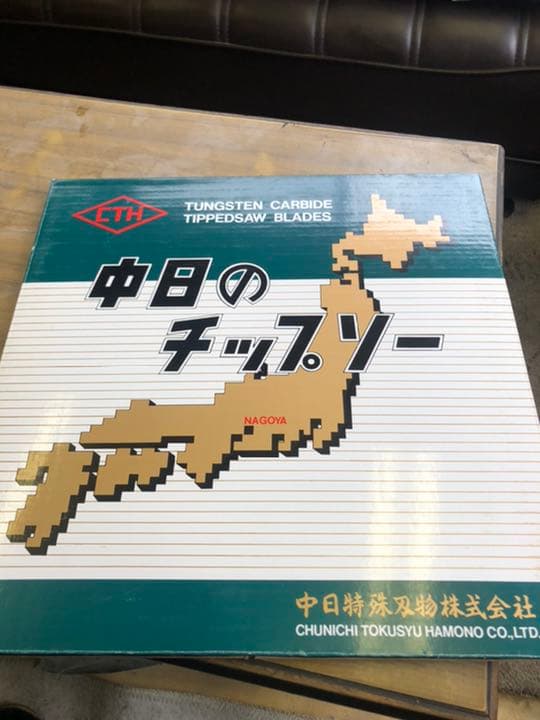 CTH
TUNGSTEN CARBIDE
TIPPEDSAW BLADES
中日の
チップソー
NAGOYA
中日特殊刃物株式会社
CHUNICHI TOKUSYU HAMONO CO.,LTD.